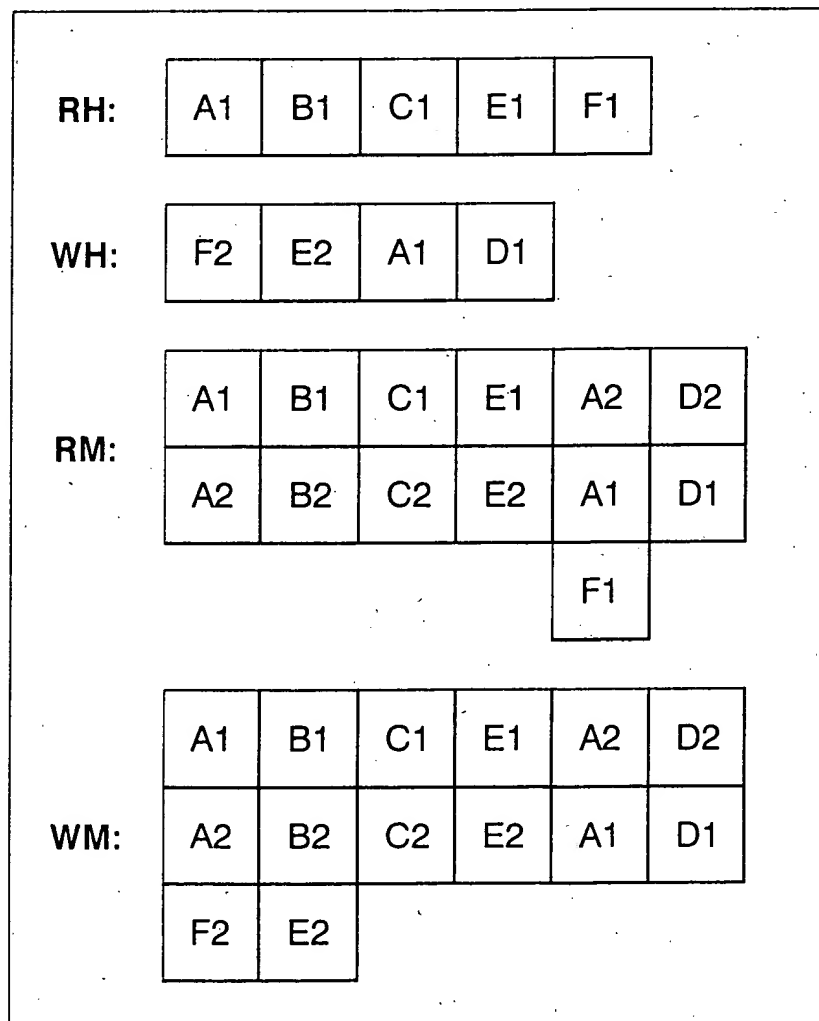 RH: A1 B1 C1 E1 F1
WH: F2 E2 A1 D1
RM: A1 B1 C1 E1 A2 D2
A2 B2 C2 E2 A1 D1
F1
WM: A1 B1 C1 E1 A2 D2
A2 B2 C2 E2 A1 D1
F2 E2